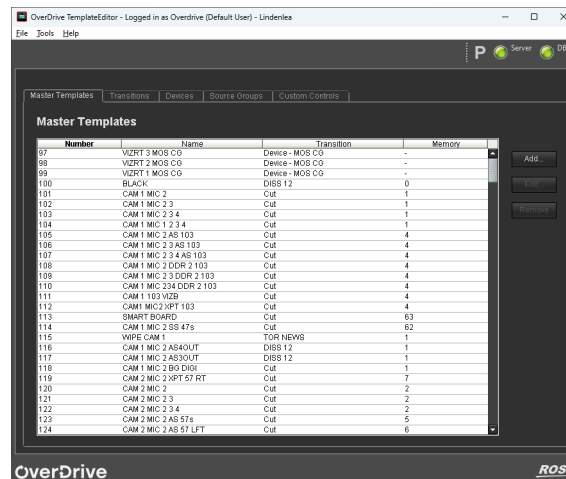 OverDrive TemplateEditor - Logged in as Overdrive (Default User) - Lindenlea
File Tools Help
P Server DB
Master Templates Transitions Devices Source Groups Custom Controls
Master Templates
Number Name Transition Memory
97 VIZRT 3 MOS CG Device - MOS CG -
98 VIZRT 2 MOS CG Device - MOS CG -
99 VIZRT 1 MOS CG Device - MOS CG -
100 BLACK DISS 12 0
101 CAM 1 MIC 2 Cut 1
102 CAM 1 MIC 2 3 Cut 1
103 CAM 1 MIC 2 3 4 Cut 1
104 CAM 1 MIC 1 2 3 4 Cut 1
105 CAM 1 MIC 2 AS 103 Cut 4
106 CAM 1 MIC 2 3 AS 103 Cut 4
107 CAM 1 MIC 2 3 4 AS 103 Cut 4
108 CAM 1 MIC 2 DDR 2 103 Cut 4
109 CAM 1 MIC 2 3 DDR 2 103 Cut 4
110 CAM 1 MIC 234 DDR 2 103 Cut 4
111 CAM 1 103 VIZB Cut 4
112 CAM1 MIC2 XPT 103 Cut 4
113 SMART BOARD Cut 63
114 CAM 1 MIC 2 SS 47s Cut 62
115 WIPE CAM 1 TOR NEWS 1
116 CAM 1 MIC 2 AS4OUT DISS 12 1
117 CAM 1 MIC 2 AS3OUT DISS 12 1
118 CAM 1 MIC 2 BG DIGI Cut 1
119 CAM 2 MIC 2 XPT 57 RT Cut 7
120 CAM 2 MIC 2 Cut 2
121 CAM 2 MIC 2 3 Cut 2
122 CAM 2 MIC 2 3 4 Cut 2
123 CAM 2 MIC 2 AS 57s Cut 5
124 CAM 2 MIC 2 AS 57 LFT Cut 6
Add...
Edit...
Remove
OverDrive ROS